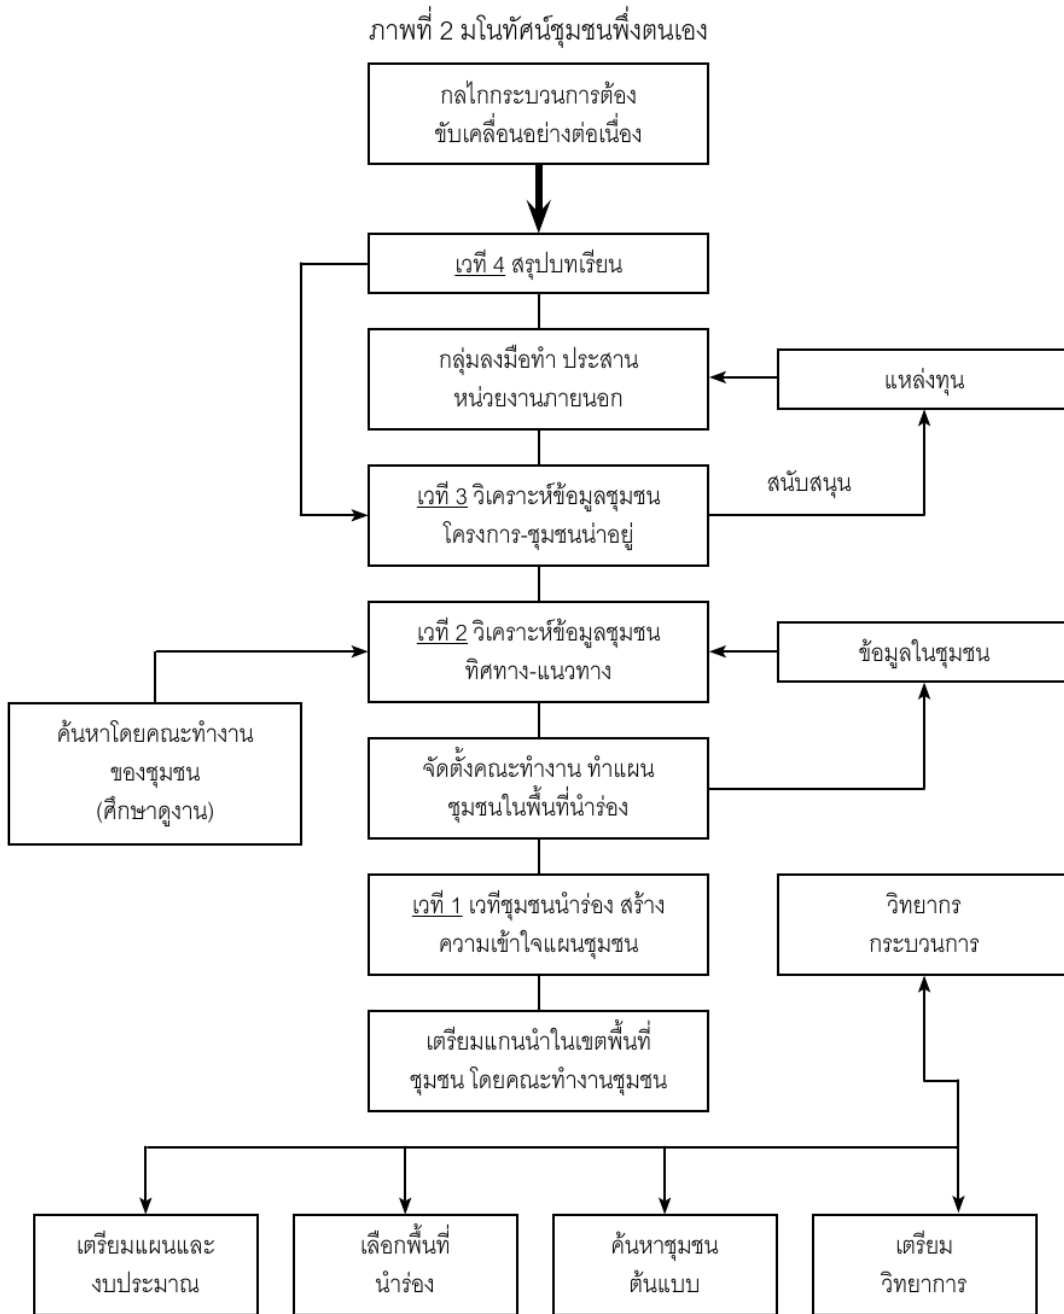 ภาพที่ 2 มโนทัศน์ชุมชนพึ่งตนเอง
กลไกกระบวนการต้อง
ขับเคลื่อนอย่างต่อเนื่อง
เวที 4 สรุปบทเรียน
กลุ่มลงมือทำ ประสาน
หน่วยงานภายนอก
แหล่งทุน
เวที 3 วิเคราะห์ข้อมูลชุมชน
โครงการ-ชุมชนน่าอยู่
สนับสนุน
เวที 2 วิเคราะห์ข้อมูลชุมชน
ทิศทาง-แนวทาง
ข้อมูลในชุมชน
ค้นหาโดยคณะทำงาน
ของชุมชน
(ศึกษาดูงาน)
จัดตั้งคณะทำงาน ทำแผน
ชุมชนในพื้นที่นำร่อง
เวที 1 เวทีชุมชนนำร่อง สร้าง
ความเข้าใจแผนชุมชน
วิทยากร
กระบวนการ
เตรียมแกนนำในเขตพื้นที่
ชุมชน โดยคณะทำงานชุมชน
เตรียมแผนและ
งบประมาณ
เลือกพื้นที่
นำร่อง
ค้นหาชุมชน
ต้นแบบ
เตรียม
วิทยาการ